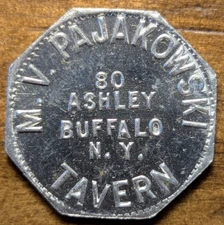 M. V. PAJAKOWSKI
80
ASHLEY
BUFFALO
N. Y.
TAVERN